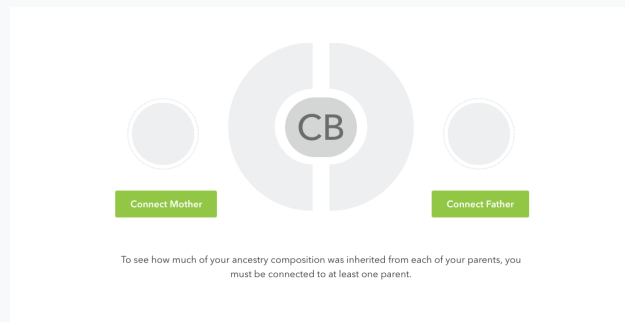 CB
Connect Mother
Connect Father
To see how much of your ancestry composition was inherited from each of your parents, you
must be connected to at least one parent.